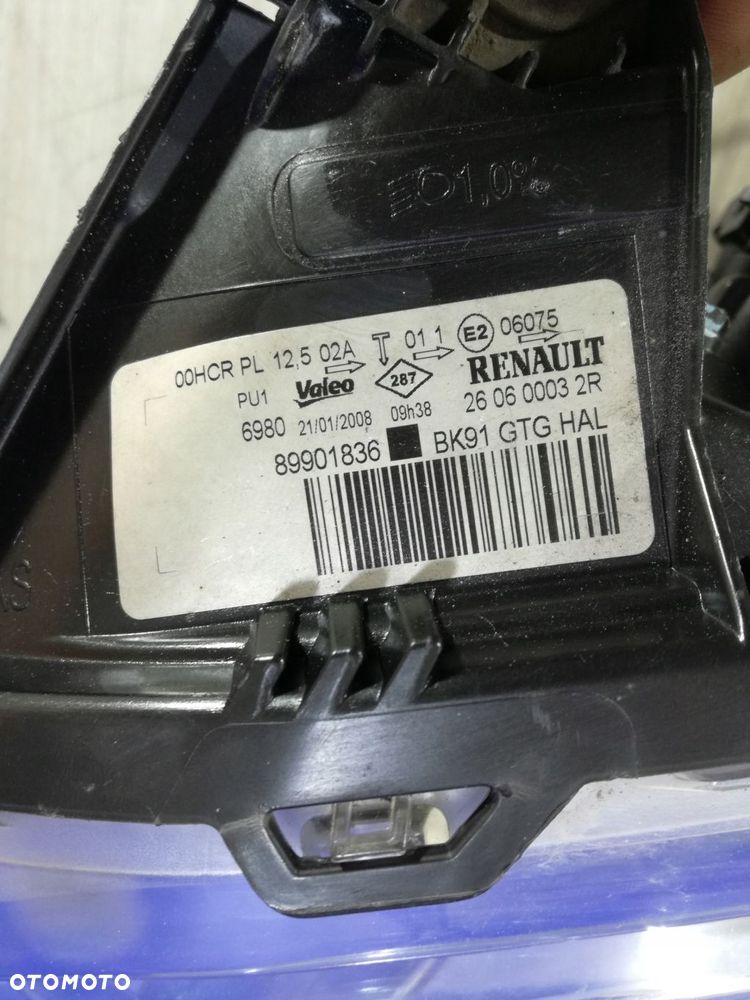 1,0%
00HCR PL 12,5 02A T 01 1 E2 06075
PU1 Valeo 287 RENAULT
6980 21/01/2008 09h38 26 06 0003 2R
89901836 BK91 GTG HAL
OTOMOTO